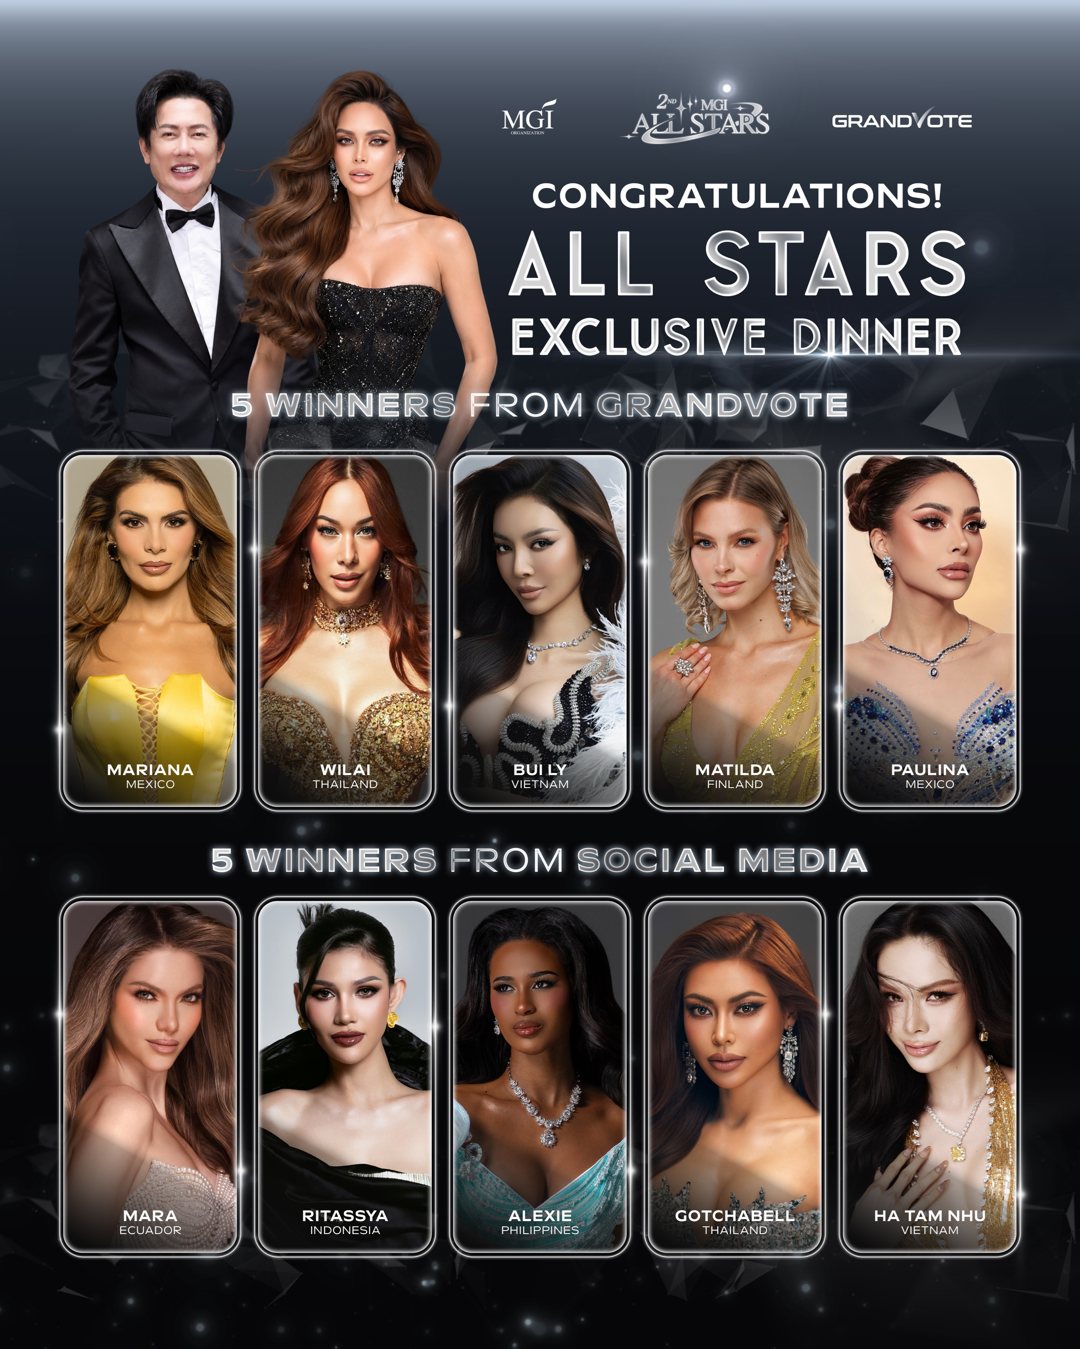 MGI
ORGANIZATION
2ND MGI
ALL STARS
GRANDVOTE
CONGRATULATIONS!
ALL STARS
EXCLUSIVE DINNER
5 WINNERS FROM GRANDVOTE
MARIANA
MEXICO
WILAI
THAILAND
BUI LY
VIETNAM
MATILDA
FINLAND
PAULINA
MEXICO
5 WINNERS FROM SOCIAL MEDIA
MARA
ECUADOR
RITASSYA
INDONESIA
ALEXIE
PHILIPPINES
GOTCHABELL
THAILAND
HA TAM NHU
VIETNAM